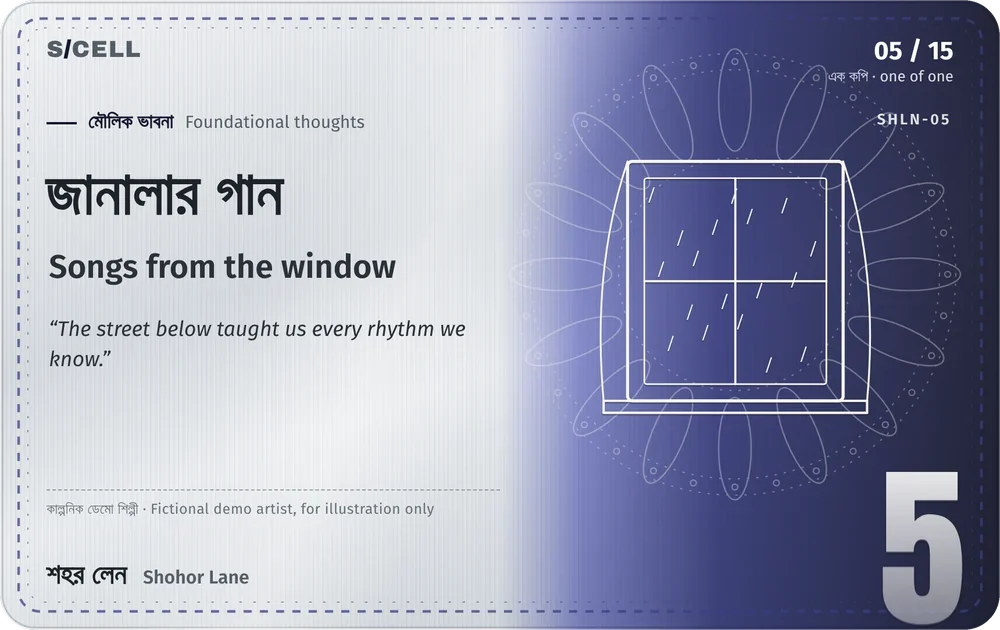 S/CELL
05 / 15
এক কপি · one of one
SHLN-05
মৌলিক ভাবনা Foundational thoughts
জানালার গান
Songs from the window
“The street below taught us every rhythm we
know.”
কাল্পনিক ডেমো শিল্পী · Fictional demo artist, for illustration only
শহর লেন Shohor Lane
5